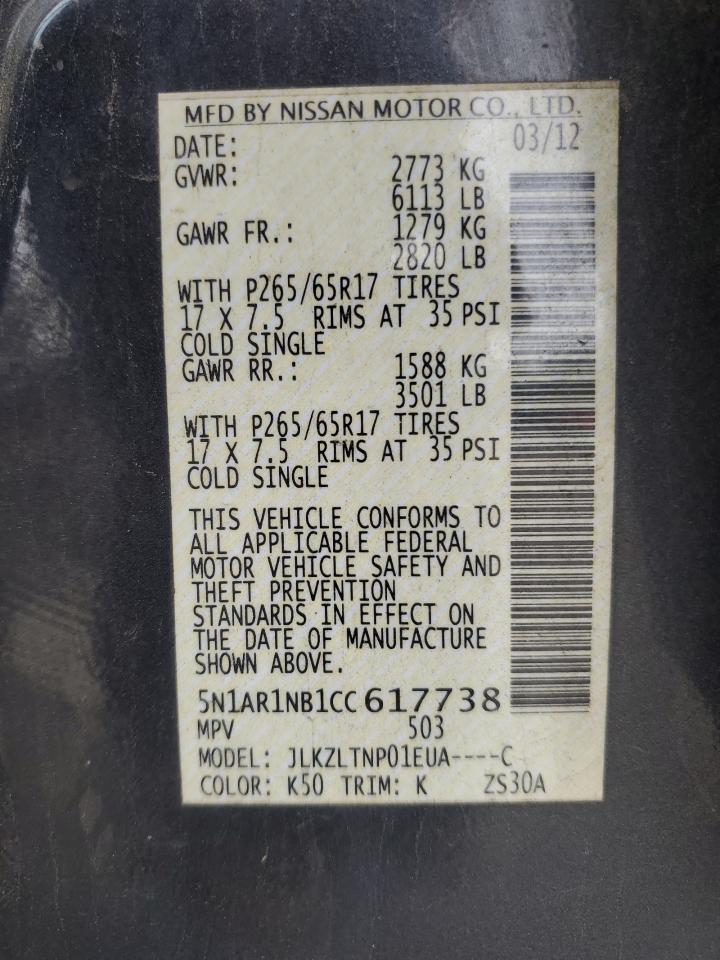 MFD BY NISSAN MOTOR CO., LTD.
DATE: 03/12
GVWR: 2773 KG
6113 LB
GAWR FR.: 1279 KG
2820 LB
WITH P265/65R17 TIRES
17 X 7.5 RIMS AT 35 PSI
COLD SINGLE
GAWR RR.: 1588 KG
3501 LB
WITH P265/65R17 TIRES
17 X 7.5 RIMS AT 35 PSI
COLD SINGLE
THIS VEHICLE CONFORMS TO
ALL APPLICABLE FEDERAL
MOTOR VEHICLE SAFETY AND
THEFT PREVENTION
STANDARDS IN EFFECT ON
THE DATE OF MANUFACTURE
SHOWN ABOVE.
5N1AR1NB1CC617738
MPV 503
MODEL: JLKZLTNP01EUA----C
COLOR: K50 TRIM: K ZS30A